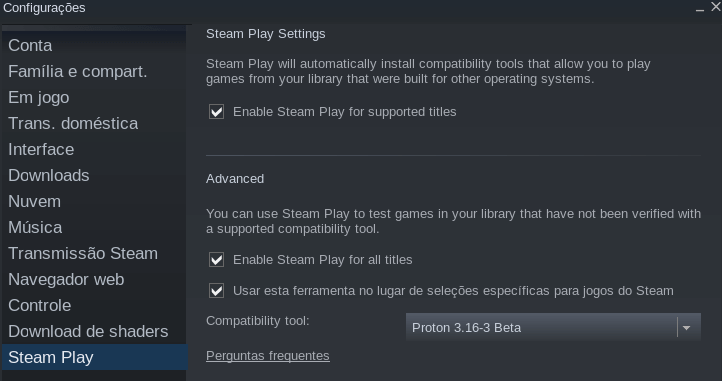 Configurações
Conta
Família e compart.
Em jogo
Trans. doméstica
Interface
Downloads
Nuvem
Música
Transmissão Steam
Navegador web
Controle
Download de shaders
Steam Play
Steam Play Settings
Steam Play will automatically install compatibility tools that allow you to play
games from your library that were built for other operating systems.
Enable Steam Play for supported titles
Advanced
You can use Steam Play to test games in your library that have not been verified with
a supported compatibility tool.
Enable Steam Play for all titles
Usar esta ferramenta no lugar de seleções específicas para jogos do Steam
Compatibility tool:
Proton 3.16-3 Beta
Perguntas frequentes